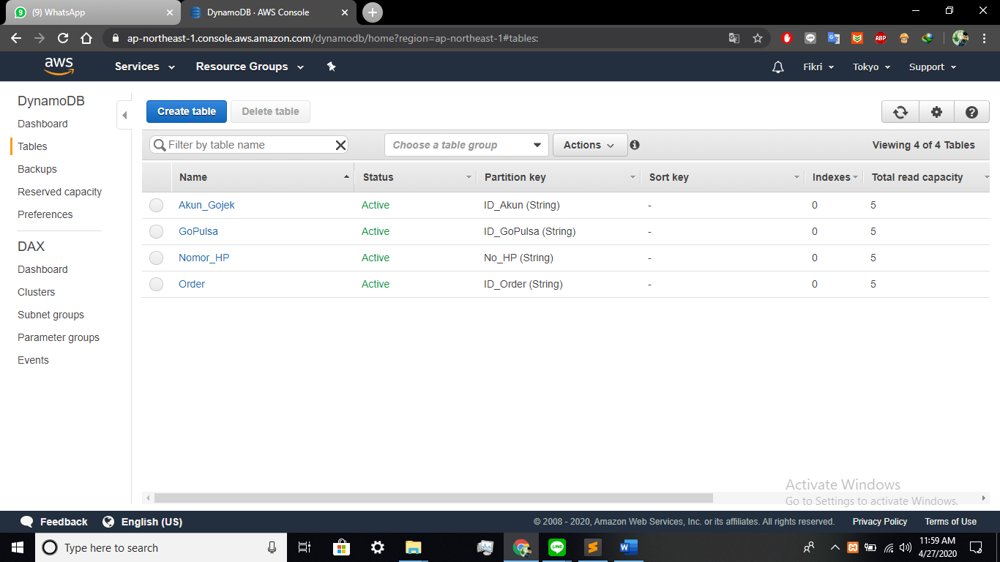 (9) WhatsApp
DynamoDB · AWS Console
ap-northeast-1.console.aws.amazon.com/dynamodb/home?region=ap-northeast-1#tables:
ABP
aws
Services
Resource Groups
Fikri
Tokyo
Support
DynamoDB
Dashboard
Tables
Backups
Reserved capacity
Preferences
DAX
Dashboard
Clusters
Subnet groups
Parameter groups
Events
Create table
Delete table
Filter by table name
Choose a table group
Actions
Viewing 4 of 4 Tables
Name Status Partition key Sort key Indexes Total read capacity
Akun_Gojek Active ID_Akun (String) - 0 5
GoPulsa Active ID_GoPulsa (String) - 0 5
Nomor_HP Active No_HP (String) - 0 5
Order Active ID_Order (String) - 0 5
Activate Windows
Go to Settings to activate Windows.
Feedback
English (US)
© 2008 - 2020, Amazon Web Services, Inc. or its affiliates. All rights reserved.
Privacy Policy
Terms of Use
Type here to search
LINE
11:59 AM
4/27/2020